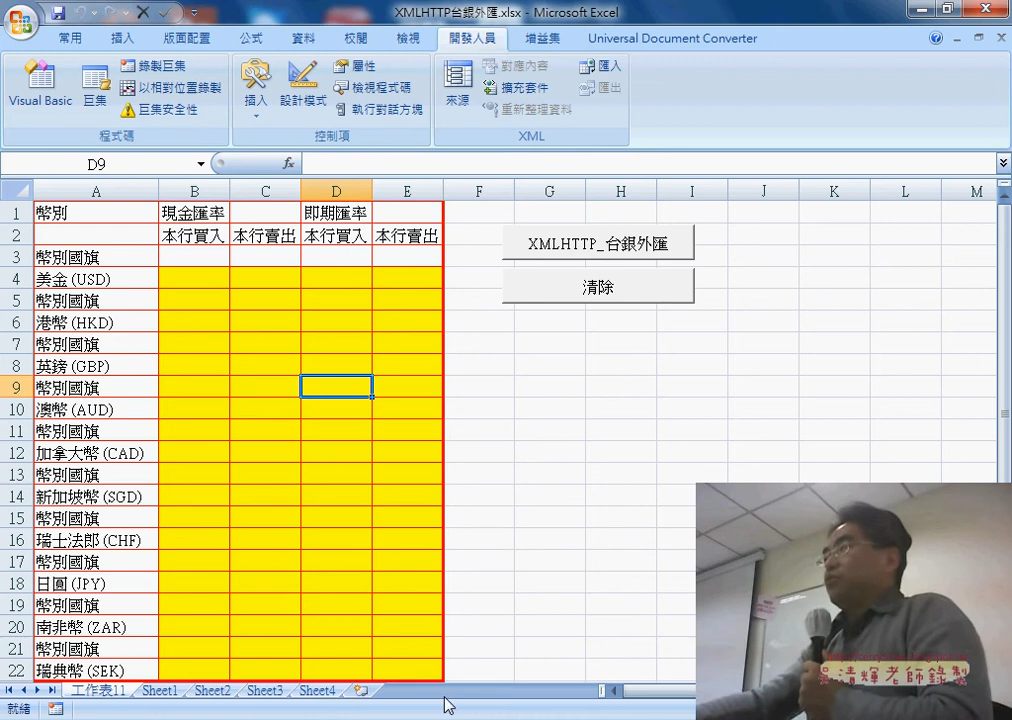 XMLHTTP台銀外匯.xlsx - Microsoft Excel
常用 插入 版面配置 公式 資料 校閱 檢視 開發人員 增益集 Universal Document Converter
Visual Basic 巨集 錄製巨集 以相對位置錄製 巨集安全性 程式碼
插入 設計模式 屬性 檢視程式碼 執行對話方塊 控制項
來源 對應內容 擴充套件 重新整理資料 匯入 匯出 XML
D9 fx
A B C D E F G H I J K L M
1 幣別 現金匯率 即期匯率
2 本行買入 本行賣出 本行買入 本行賣出
3 幣別國旗
4 美金 (USD)
5 幣別國旗
6 港幣 (HKD)
7 幣別國旗
8 英鎊 (GBP)
9 幣別國旗
10 澳幣 (AUD)
11 幣別國旗
12 加拿大幣 (CAD)
13 幣別國旗
14 新加坡幣 (SGD)
15 幣別國旗
16 瑞士法郎 (CHF)
17 幣別國旗
18 日圓 (JPY)
19 幣別國旗
20 南非幣 (ZAR)
21 幣別國旗
22 瑞典幣 (SEK)
XMLHTTP_台銀外匯
清除
吳清輝老師錄製
工作表11 Sheet1 Sheet2 Sheet3 Sheet4
就緒